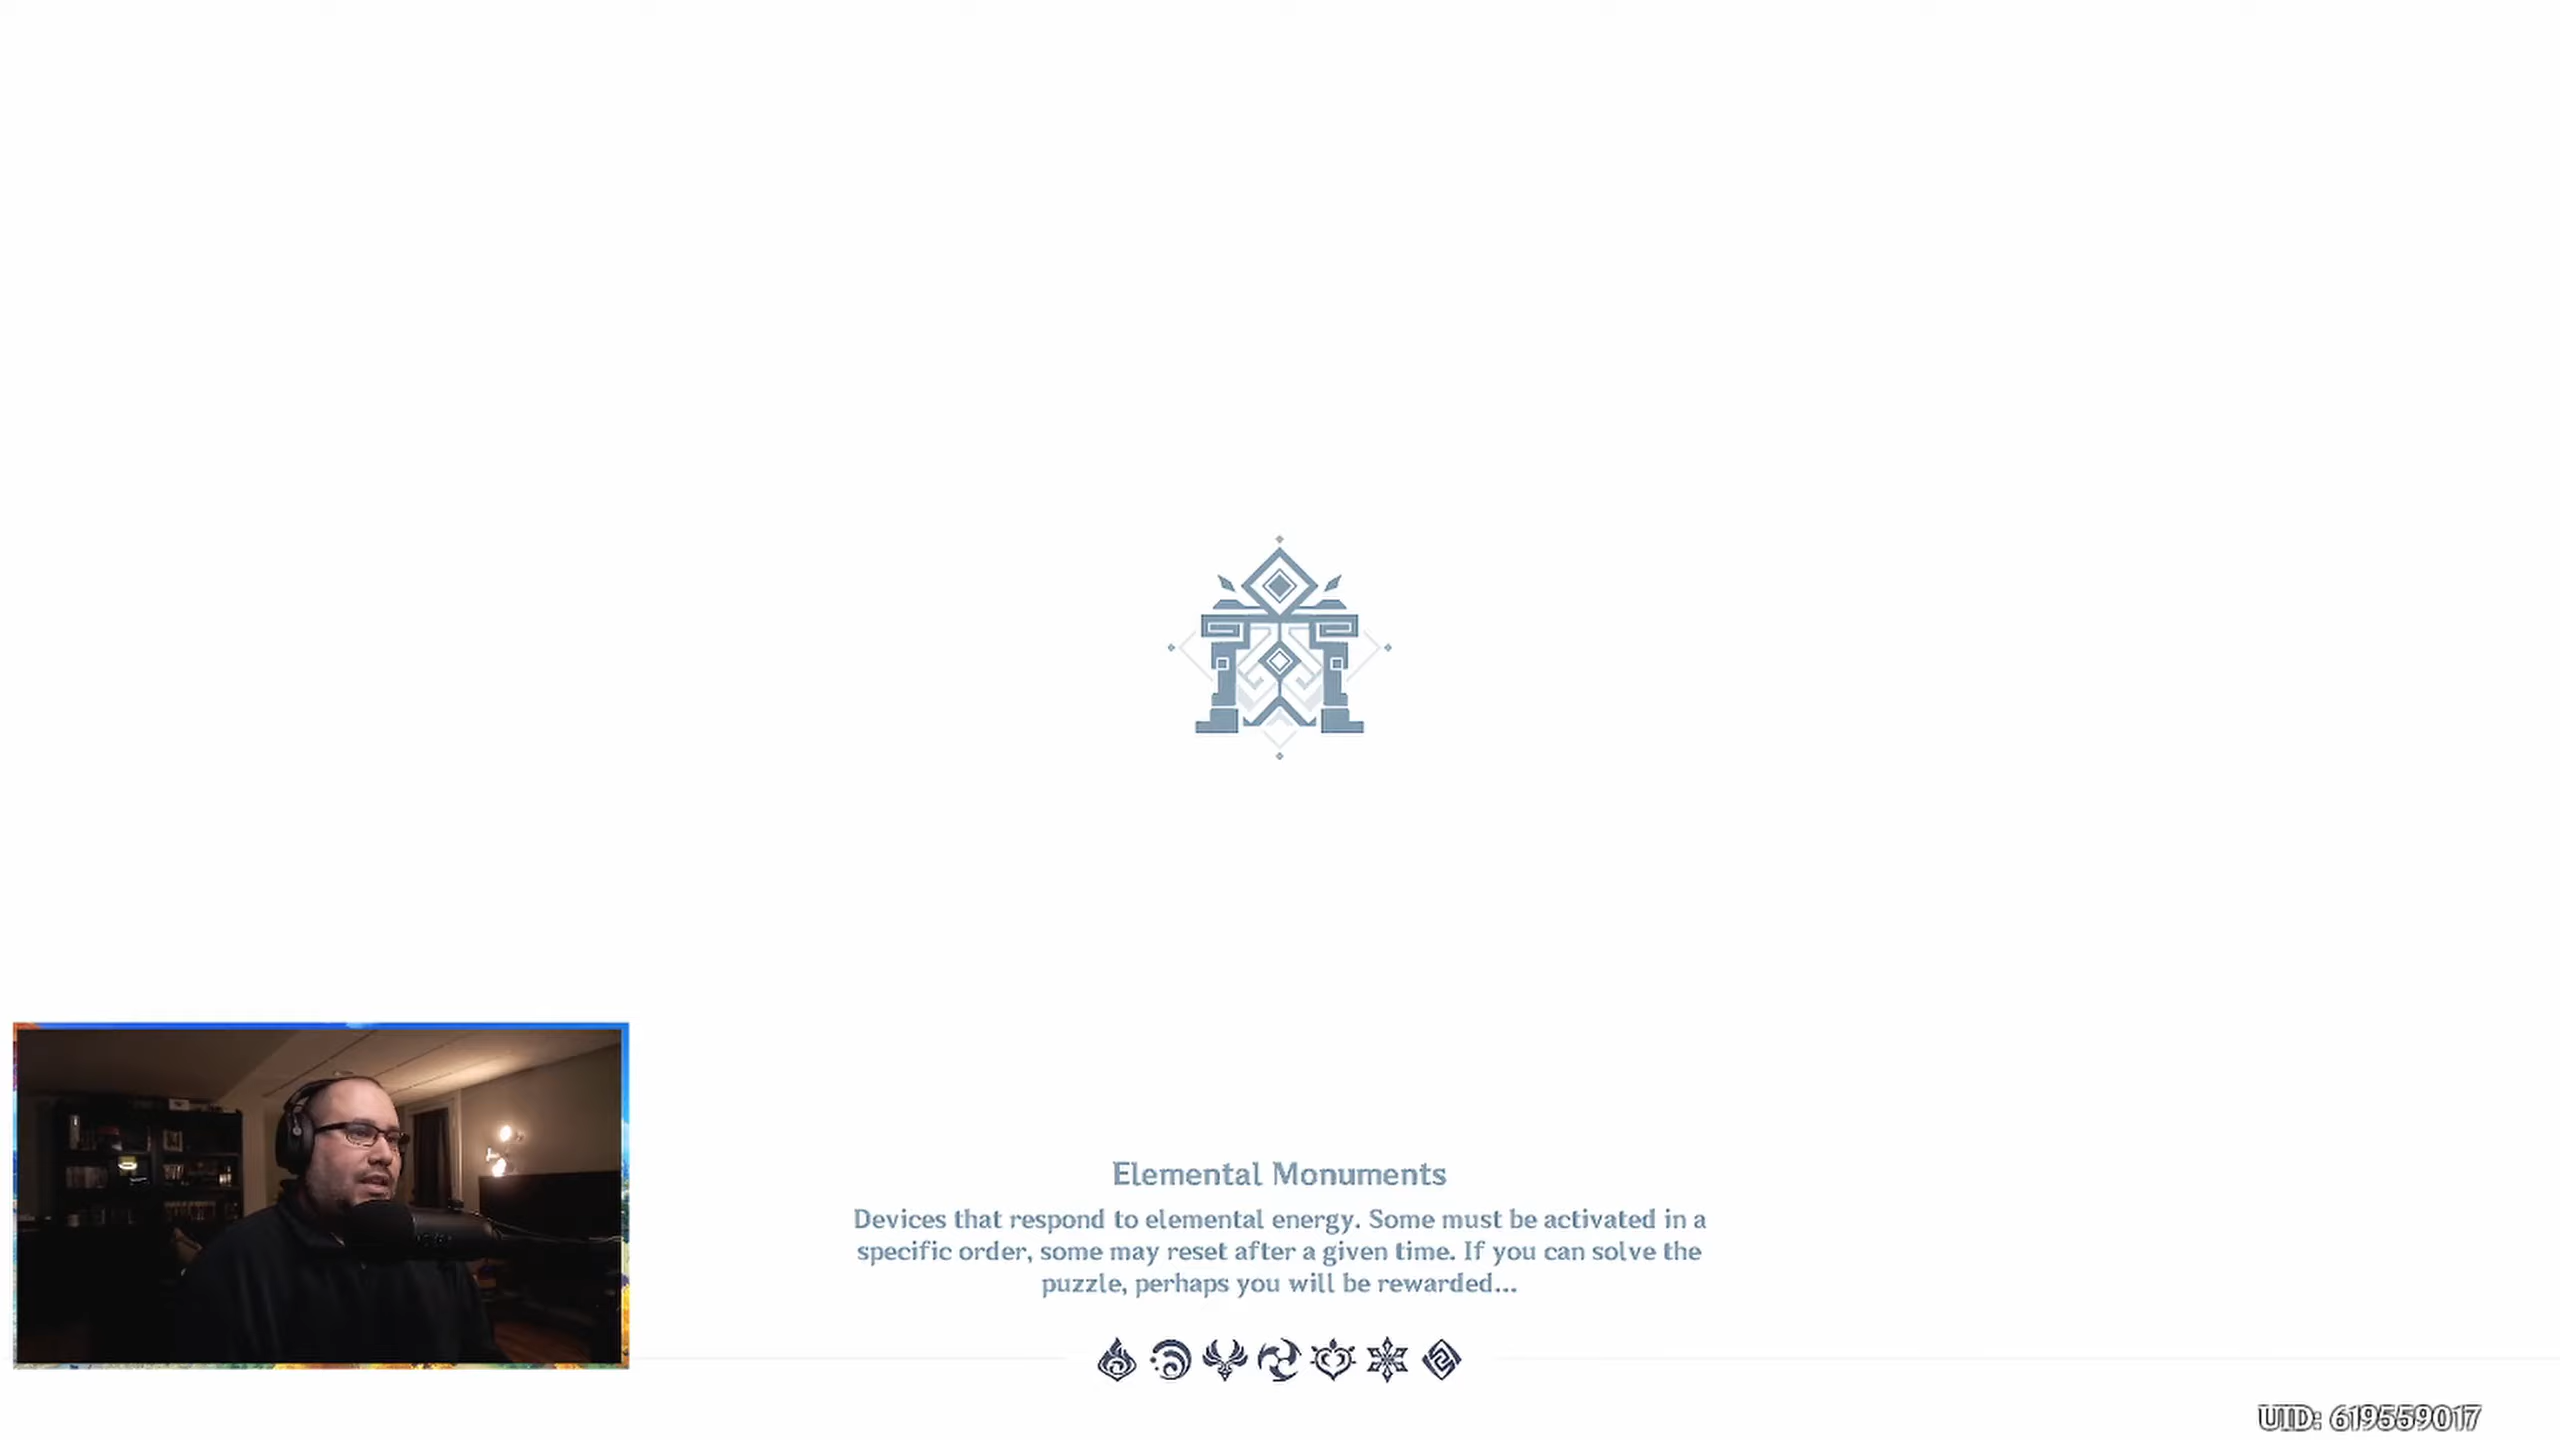 Elemental Monuments
Devices that respond to elemental energy. Some must be activated in a
specific order, some may reset after a given time. If you can solve the
puzzle, perhaps you will be rewarded...
UID: 619559017